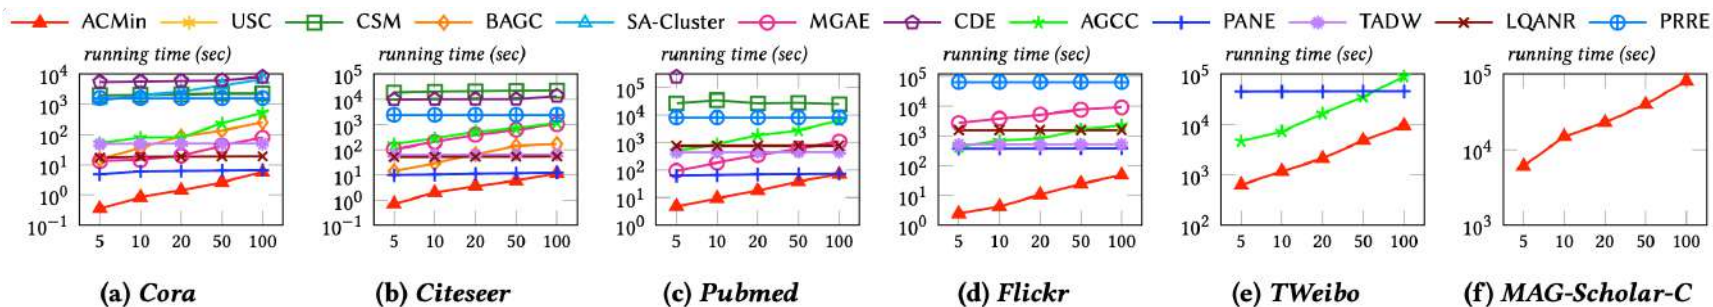 ACMin USC CSM BAGC SA-Cluster MGAE CDE AGCC PANE TADW LQANR PRRE
running time (sec) running time (sec) running time (sec) running time (sec) running time (sec) running time (sec)
10^4 10^3 10^2 10^1 10^0 10^-1
5 10 20 50 100
10^5 10^4 10^3 10^2 10^1 10^0 10^-1
5 10 20 50 100
10^5 10^4 10^3 10^2 10^1 10^0
5 10 20 50 100
10^5 10^4 10^3 10^2 10^1 10^0
5 10 20 50 100
10^5 10^4 10^3 10^2
5 10 20 50 100
10^5 10^4 10^3
5 10 20 50 100
(a) Cora (b) Citeseer (c) Pubmed (d) Flickr (e) TWeibo (f) MAG-Scholar-C